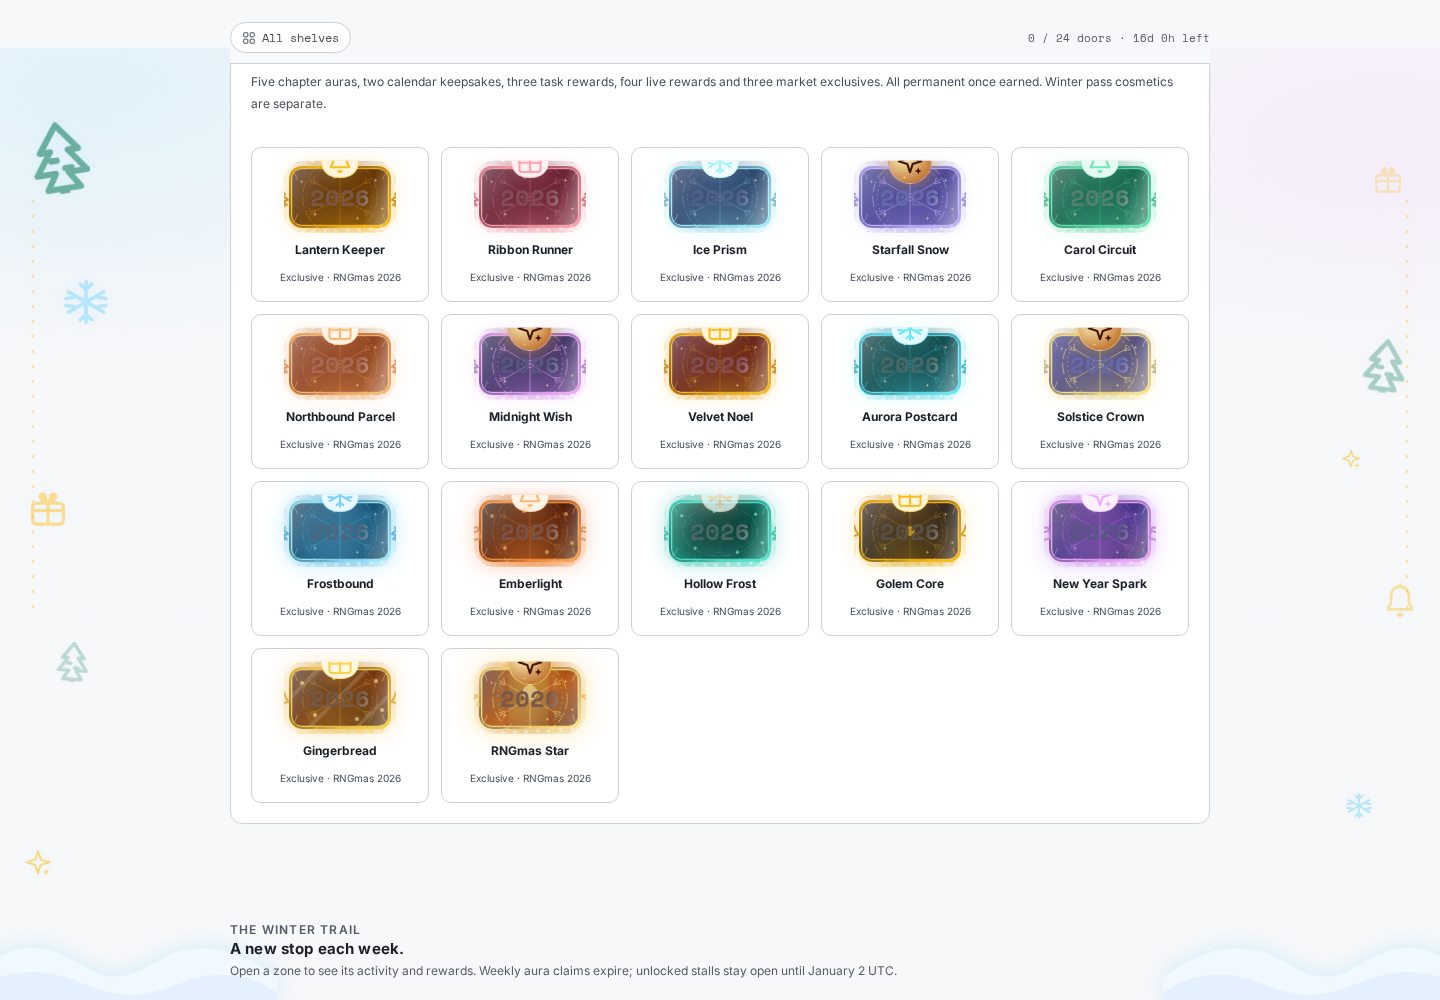 All shelves
0 / 24 doors · 16d 0h left
Five chapter auras, two calendar keepsakes, three task rewards, four live rewards and three market exclusives. All permanent once earned. Winter pass cosmetics
are separate.
2026 2026 2026 2026 2026
Lantern Keeper Ribbon Runner Ice Prism Starfall Snow Carol Circuit
Exclusive · RNGmas 2026 Exclusive · RNGmas 2026 Exclusive · RNGmas 2026 Exclusive · RNGmas 2026 Exclusive · RNGmas 2026
2026 2026 2026 2026 2026
Northbound Parcel Midnight Wish Velvet Noel Aurora Postcard Solstice Crown
Exclusive · RNGmas 2026 Exclusive · RNGmas 2026 Exclusive · RNGmas 2026 Exclusive · RNGmas 2026 Exclusive · RNGmas 2026
2026 2026 2026 2026 2026
Frostbound Emberlight Hollow Frost Golem Core New Year Spark
Exclusive · RNGmas 2026 Exclusive · RNGmas 2026 Exclusive · RNGmas 2026 Exclusive · RNGmas 2026 Exclusive · RNGmas 2026
2026 2026
Gingerbread RNGmas Star
Exclusive · RNGmas 2026 Exclusive · RNGmas 2026
THE WINTER TRAIL
A new stop each week.
Open a zone to see its activity and rewards. Weekly aura claims expire; unlocked stalls stay open until January 2 UTC.